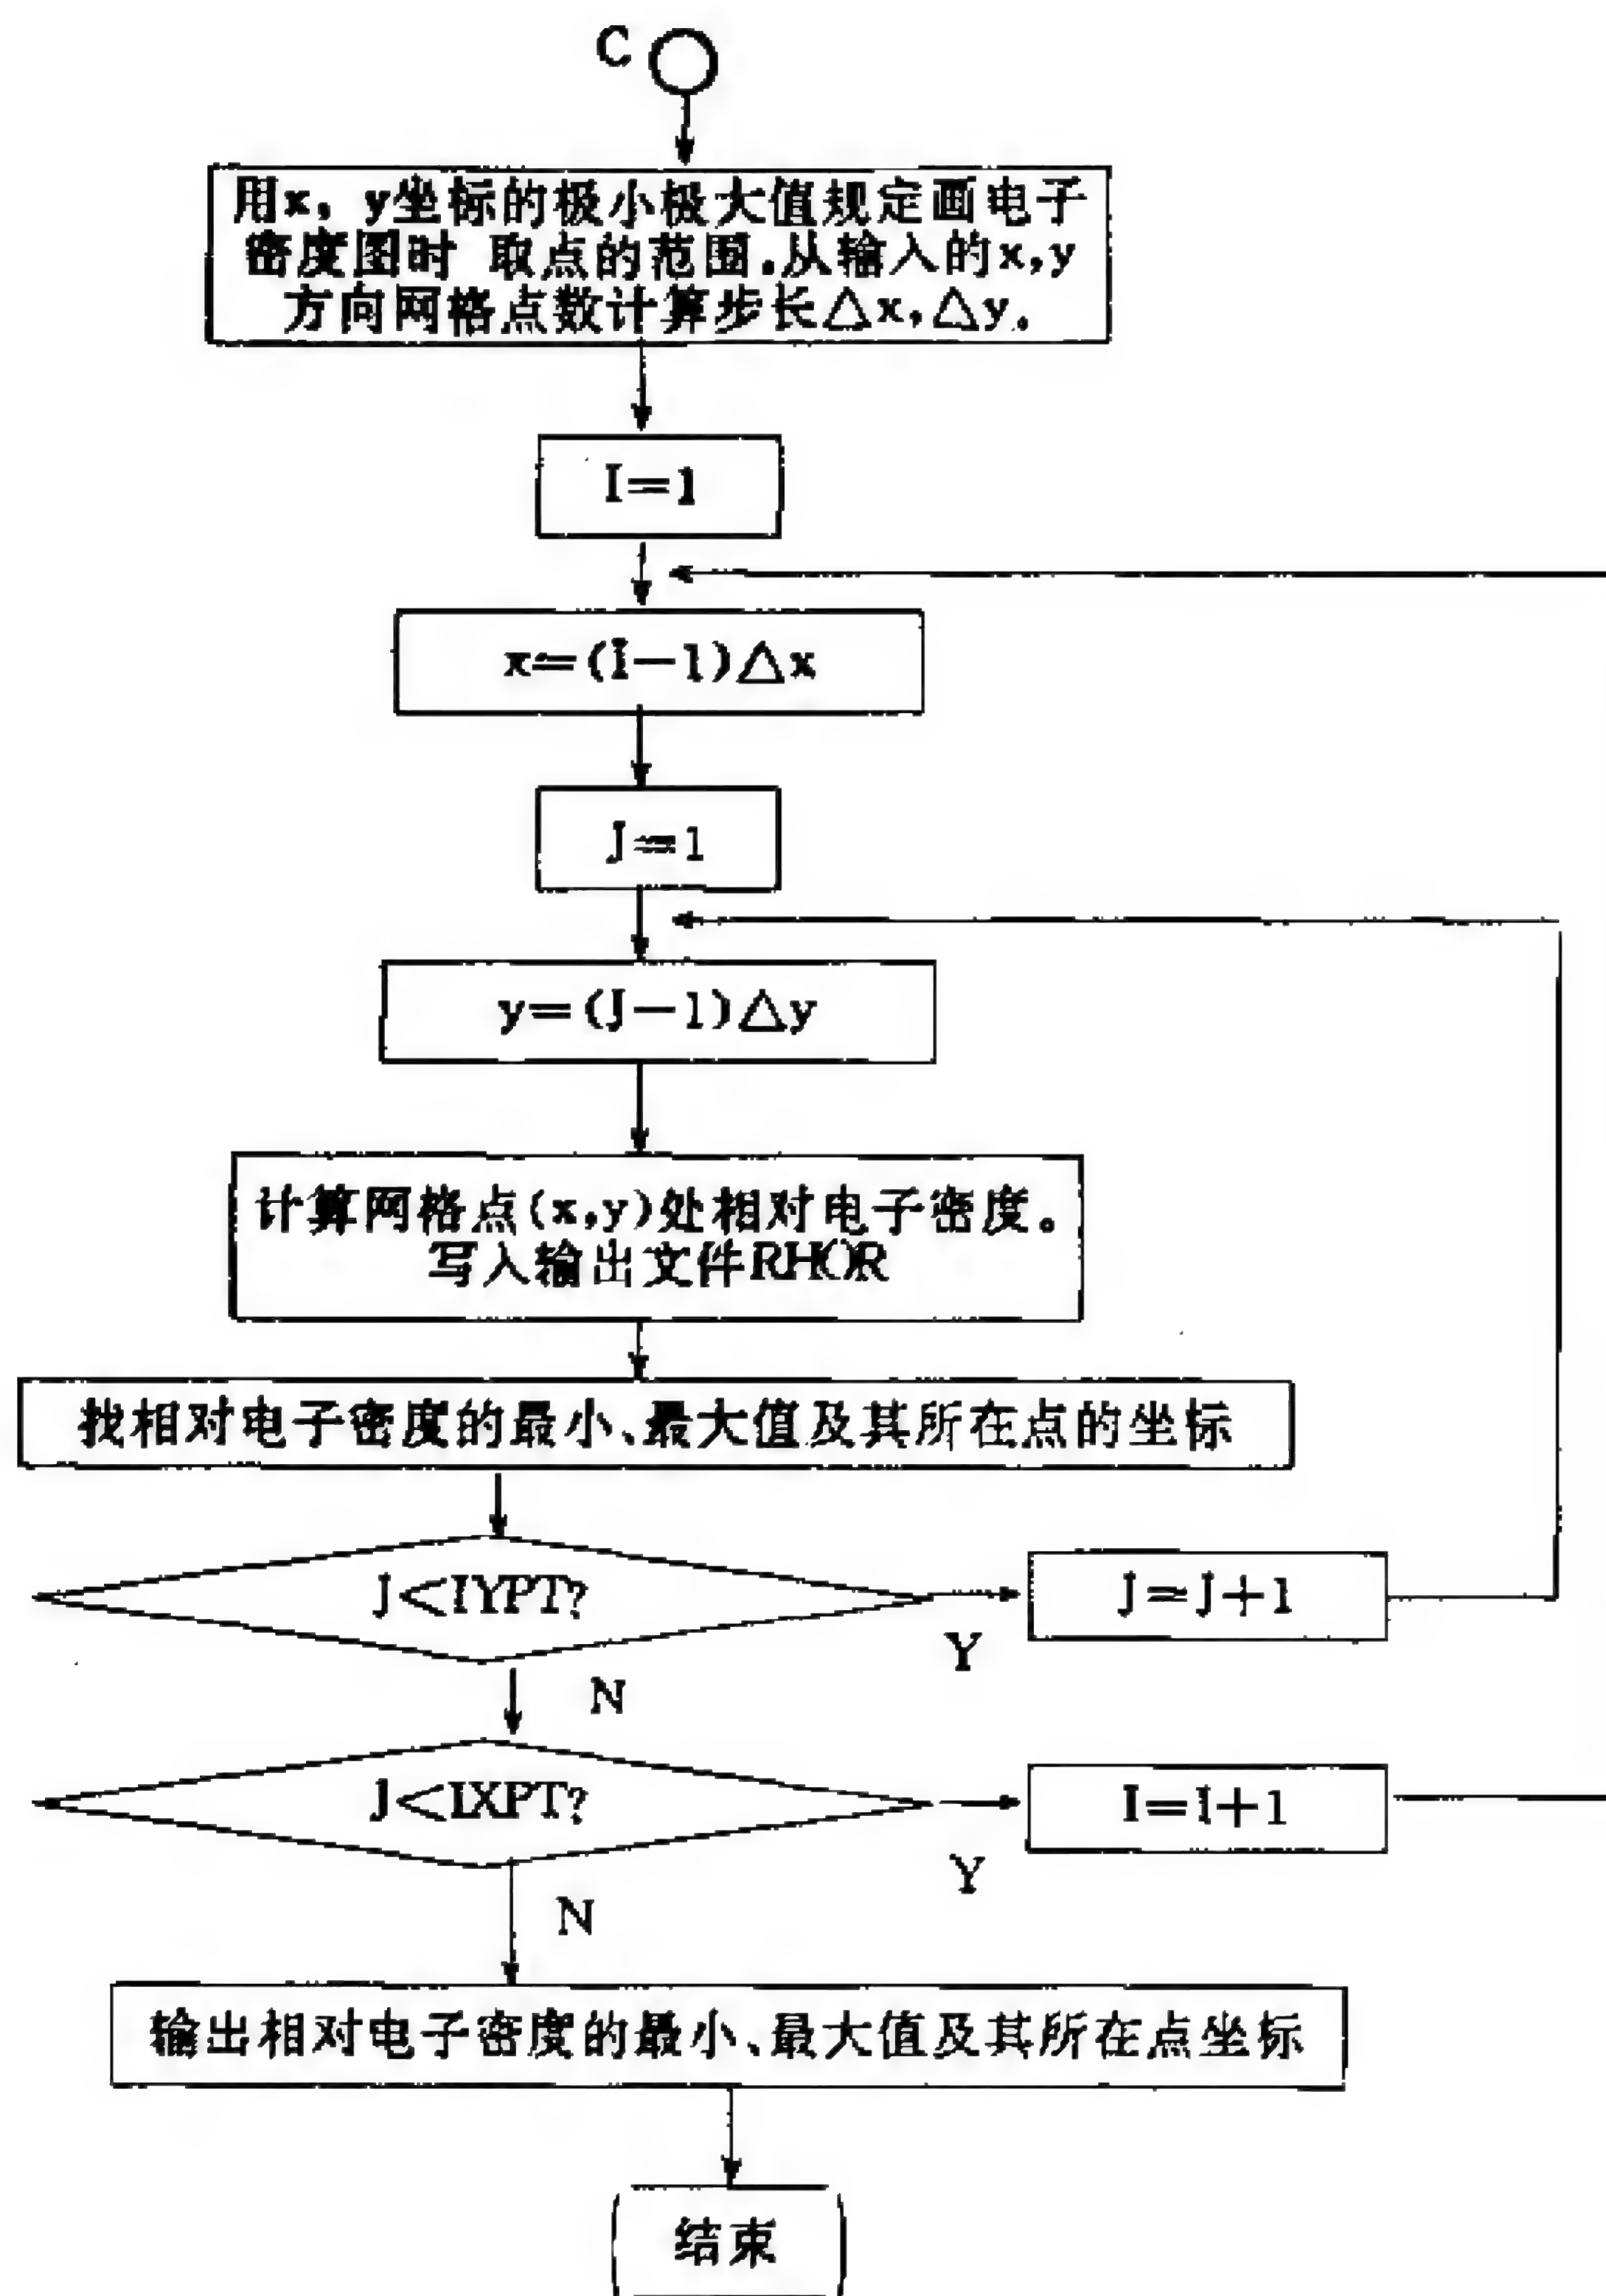 C
用x，y坐标的极小极大值规定画电子
密度图时 取点的范围.从输入的x,y
方向网格点数计算步长△x,△y.
I=1
x=(I-1)△x
J=1
y=(J-1)△y
计算网格点(x,y)处相对电子密度。
写入输出文件RHOR
找相对电子密度的最小、最大值及其所在点的坐标
J<IYPT?
Y
J=J+1
N
J<IXPT?
Y
I=I+1
N
输出相对电子密度的最小、最大值及其所在点坐标
结束